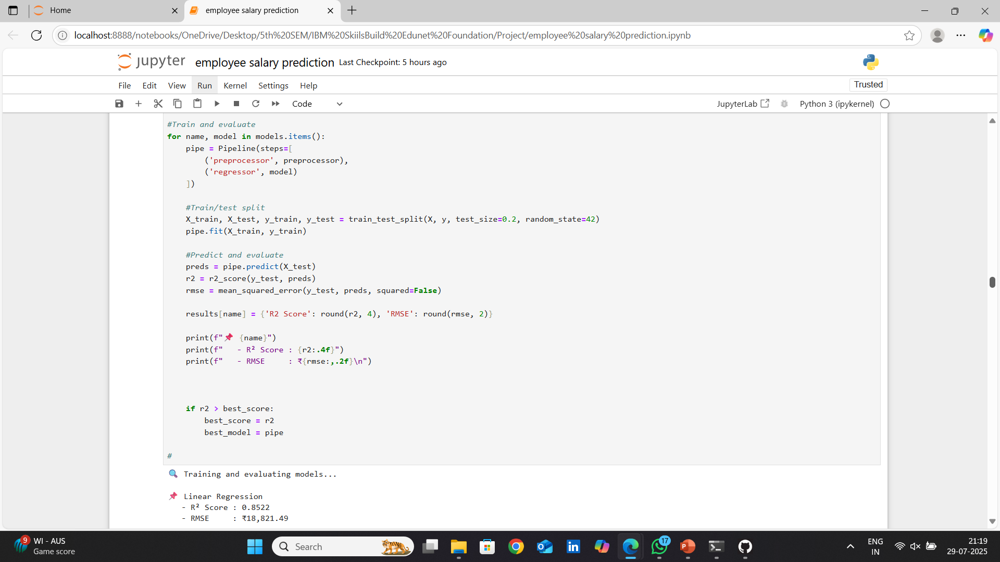 Home
employee salary prediction
localhost:8888/notebooks/OneDrive/Desktop/5th%20SEM/IBM%20SkiilsBuild%20Edunet%20Foundation/Project/employee%20salary%20prediction.ipynb
jupyter employee salary prediction Last Checkpoint: 5 hours ago
File Edit View Run Kernel Settings Help
Trusted
Code
JupyterLab
Python 3 (ipykernel)
#Train and evaluate
for name, model in models.items():
    pipe = Pipeline(steps=[
        ('preprocessor', preprocessor),
        ('regressor', model)
    ])
    #Train/test split
    X_train, X_test, y_train, y_test = train_test_split(X, y, test_size=0.2, random_state=42)
    pipe.fit(X_train, y_train)
    #Predict and evaluate
    preds = pipe.predict(X_test)
    r2 = r2_score(y_test, preds)
    rmse = mean_squared_error(y_test, preds, squared=False)
    results[name] = {'R2 Score': round(r2, 4), 'RMSE': round(rmse, 2)}
    print(f"📌 {name}")
    print(f"   - R² Score : {r2:.4f}")
    print(f"   - RMSE     : ₹{rmse:,.2f}\n")
    if r2 > best_score:
        best_score = r2
        best_model = pipe
#
🔍 Training and evaluating models...
📌 Linear Regression
   - R² Score : 0.8522
   - RMSE     : ₹18,821.49
9
WI - AUS
Game score
Search
17
ENG
IN
21:19
29-07-2025